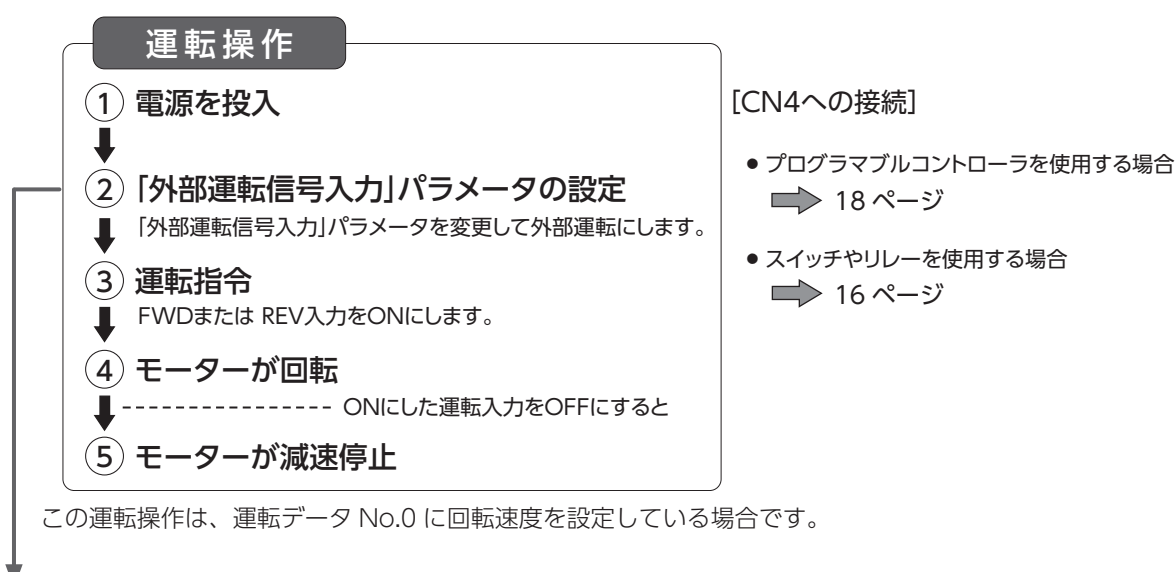 運転操作
① 電源を投入
② 「外部運転信号入力」パラメータの設定
「外部運転信号入力」パラメータを変更して外部運転にします。
③ 運転指令
FWDまたは REV入力をONにします。
④ モーターが回転
ONにした運転入力をOFFにすると
⑤ モーターが減速停止
[CN4への接続]
● プログラマブルコントローラを使用する場合
18 ページ
● スイッチやリレーを使用する場合
16 ページ
この運転操作は、運転データ No.0 に回転速度を設定している場合です。